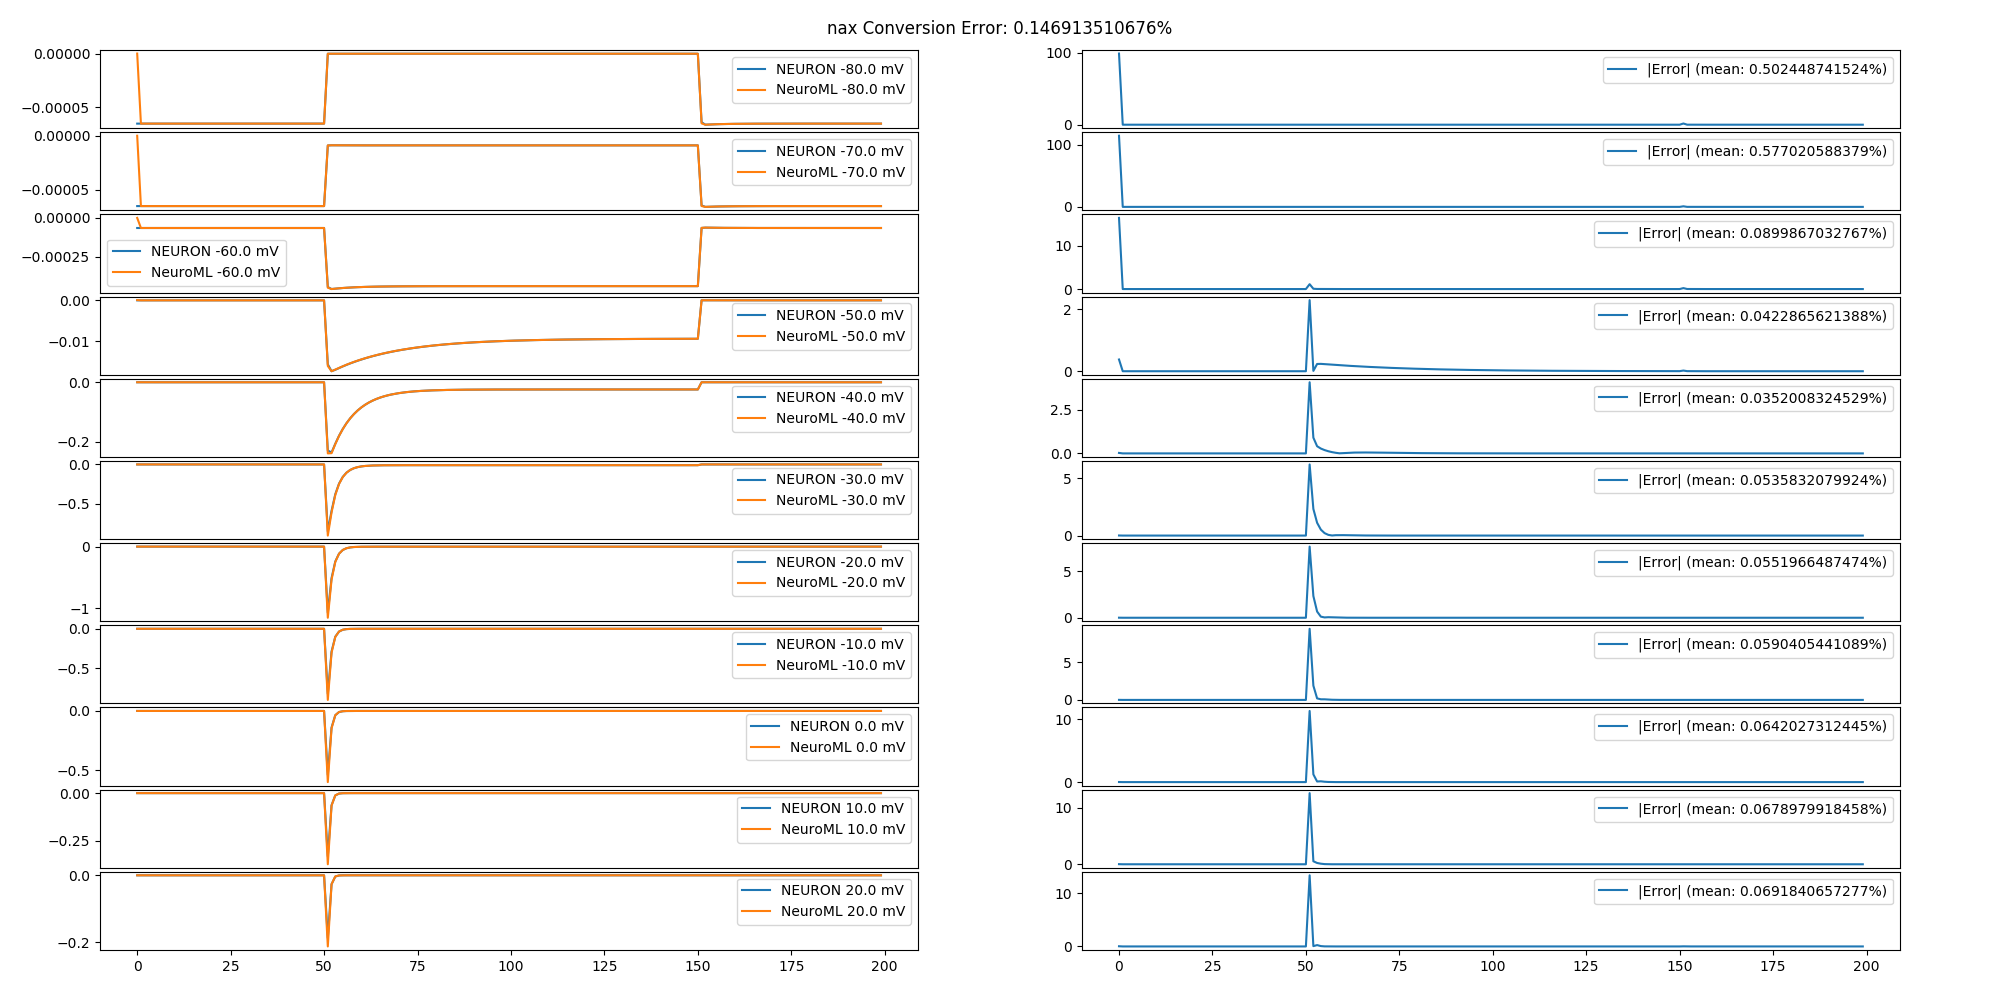 nax Conversion Error: 0.146913510676%
0.00000
−0.00005
NEURON -80.0 mV
NeuroML -80.0 mV
100
0
|Error| (mean: 0.502448741524%)
0.00000
−0.00005
NEURON -70.0 mV
NeuroML -70.0 mV
100
0
|Error| (mean: 0.577020588379%)
0.00000
−0.00025
NEURON -60.0 mV
NeuroML -60.0 mV
10
0
|Error| (mean: 0.0899867032767%)
0.00
−0.01
NEURON -50.0 mV
NeuroML -50.0 mV
2
0
|Error| (mean: 0.0422865621388%)
0.0
−0.2
NEURON -40.0 mV
NeuroML -40.0 mV
2.5
0.0
|Error| (mean: 0.0352008324529%)
0.0
−0.5
NEURON -30.0 mV
NeuroML -30.0 mV
5
0
|Error| (mean: 0.0535832079924%)
0
−1
NEURON -20.0 mV
NeuroML -20.0 mV
5
0
|Error| (mean: 0.0551966487474%)
0.0
−0.5
NEURON -10.0 mV
NeuroML -10.0 mV
5
0
|Error| (mean: 0.0590405441089%)
0.0
−0.5
NEURON 0.0 mV
NeuroML 0.0 mV
10
0
|Error| (mean: 0.0642027312445%)
0.00
−0.25
NEURON 10.0 mV
NeuroML 10.0 mV
10
0
|Error| (mean: 0.0678979918458%)
0.0
−0.2
NEURON 20.0 mV
NeuroML 20.0 mV
10
0
|Error| (mean: 0.0691840657277%)
0 25 50 75 100 125 150 175 200
0 25 50 75 100 125 150 175 200